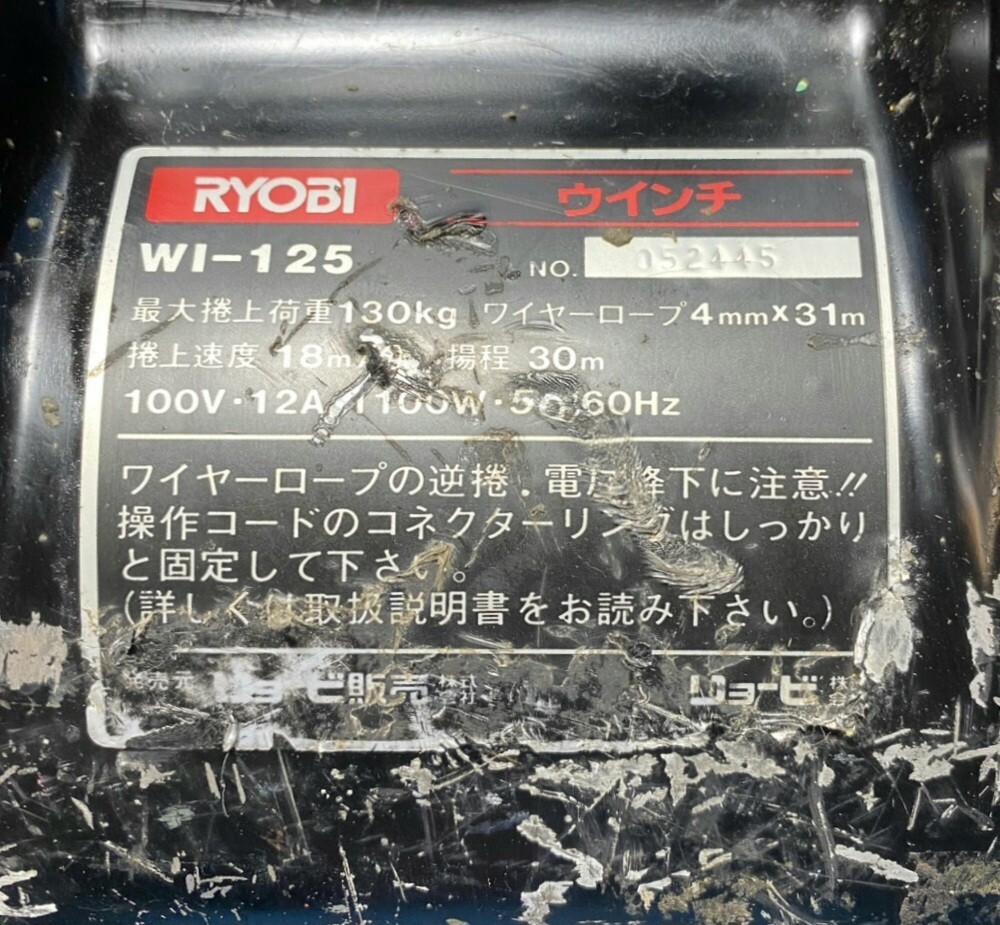 RYOBI ウインチ
WI-125 NO. 052445
最大捲上荷重130kg ワイヤーロープ4mm×31m
捲上速度 18m/分 揚程 30m
100V・12A 1100W・50/60Hz
ワイヤーロープの逆捲．電圧降下に注意!!
操作コードのコネクターリングはしっかり
と固定して下さい。
(詳しくは取扱説明書をお読み下さい。)
発売元 リョービ販売 リョービ